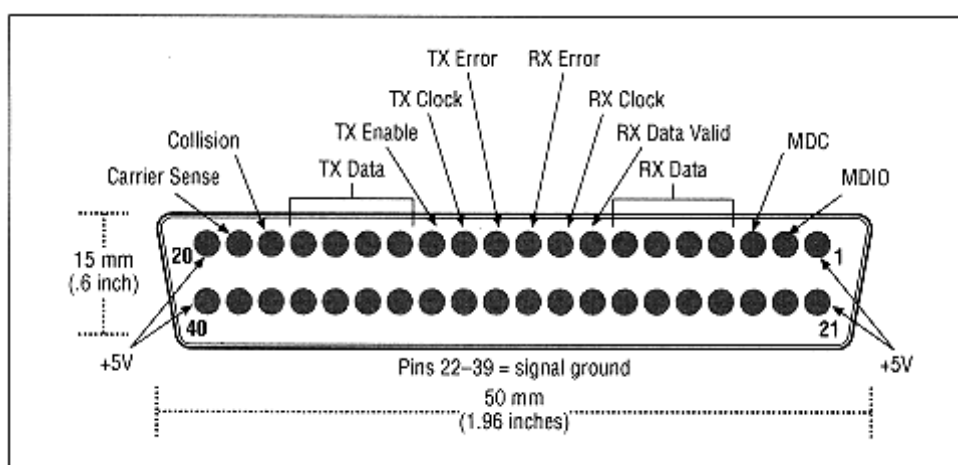 TX Error
RX Error
TX Clock
RX Clock
TX Enable
RX Data Valid
Collision
MDC
TX Data
RX Data
Carrier Sense
MDIO
20
1
15 mm
(.6 inch)
40
21
+5V
Pins 22–39 = signal ground
+5V
50 mm
(1.96 inches)